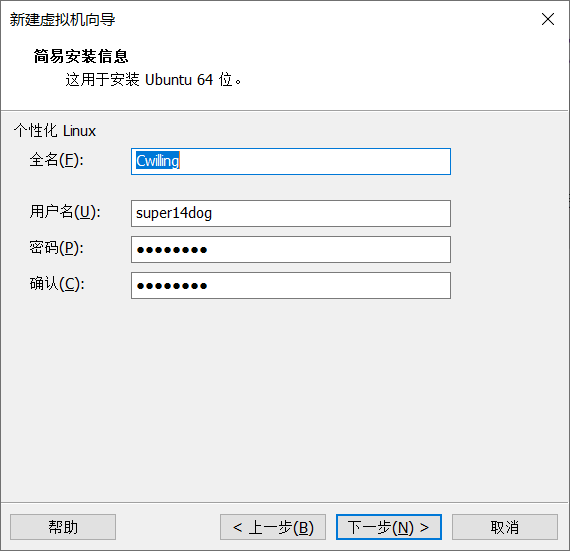 新建虚拟机向导
简易安装信息
这用于安装 Ubuntu 64 位。
个性化 Linux
全名(F): Cwilling
用户名(U): super14dog
密码(P): ●●●●●●●●
确认(C): ●●●●●●●●
帮助 < 上一步(B) 下一步(N) > 取消